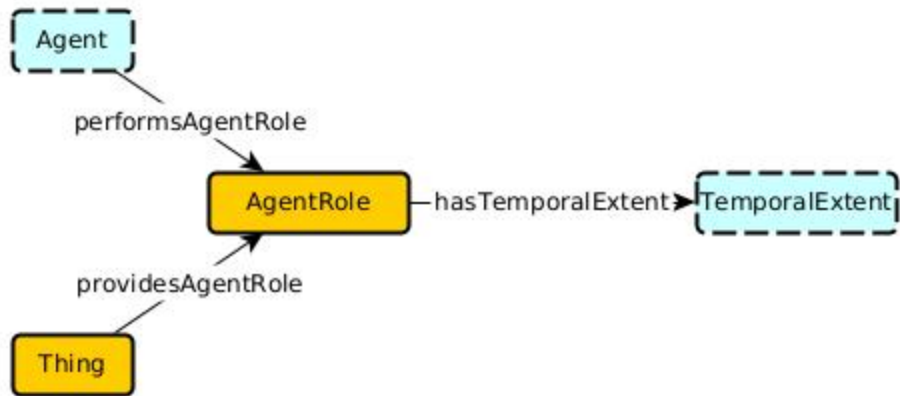 Agent
performsAgentRole
AgentRole
hasTemporalExtent
TemporalExtent
providesAgentRole
Thing